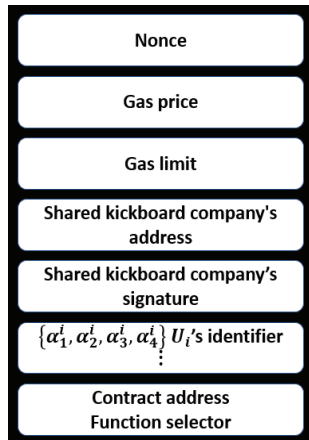 Nonce
Gas price
Gas limit
Shared kickboard company's
address
Shared kickboard company’s
signature
{α₁ⁱ, α₂ⁱ, α₃ⁱ, α₄ⁱ} Uᵢ’s identifier
⋮
Contract address
Function selector